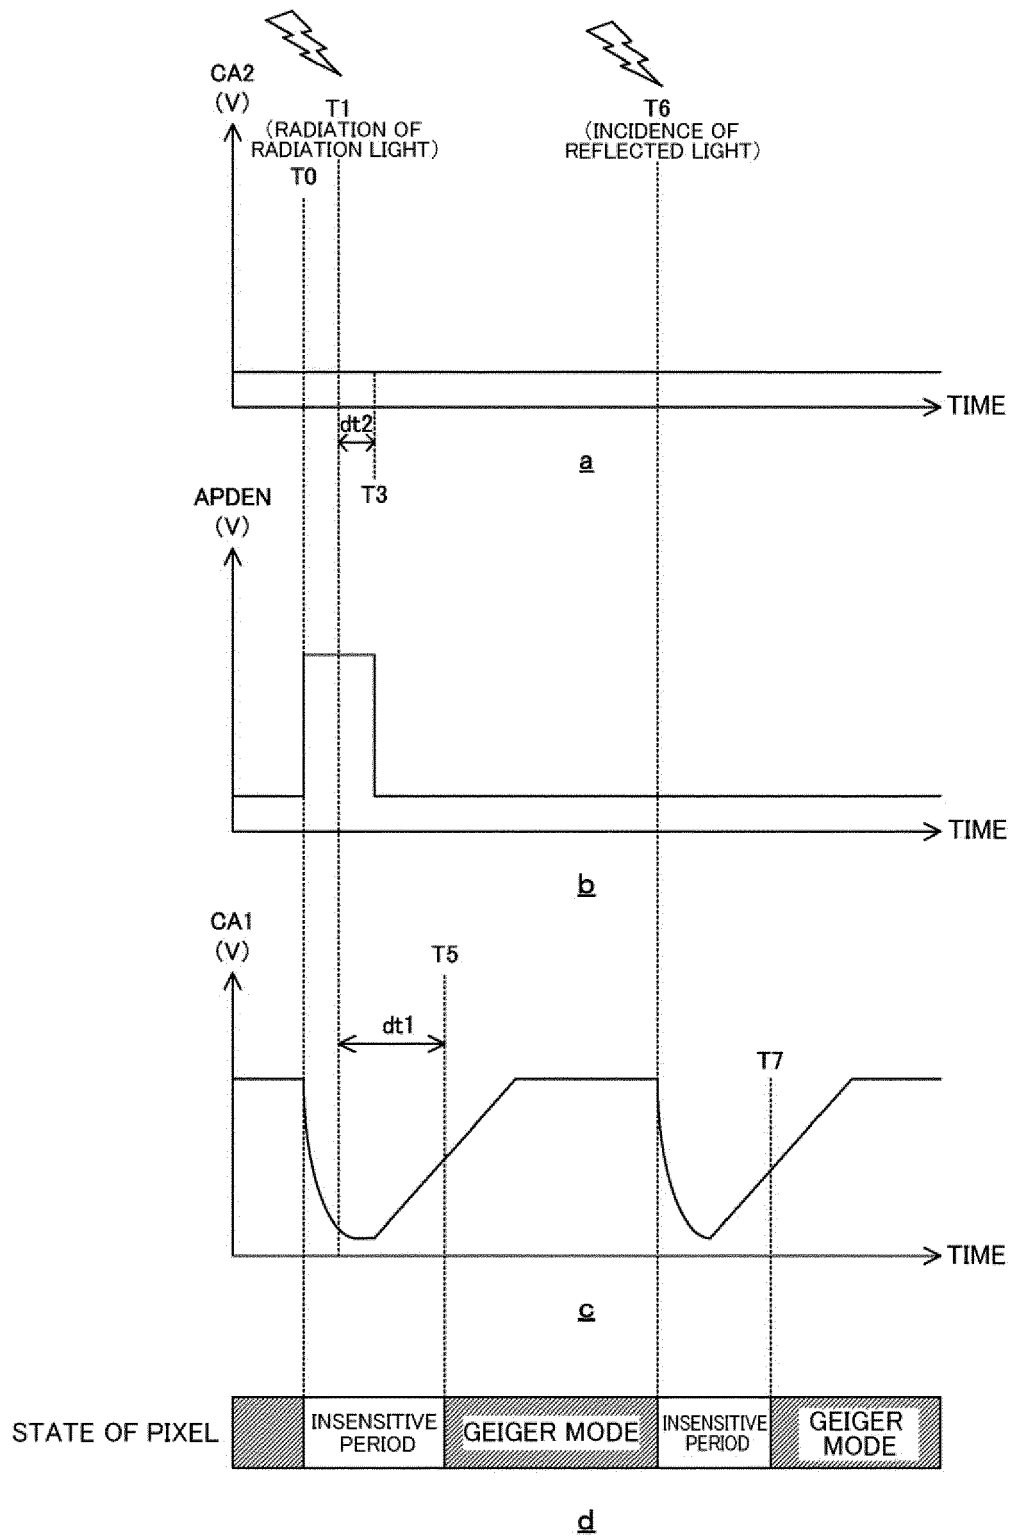 CA2
(V)
T1
(RADIATION OF
RADIATION LIGHT)
T6
(INCIDENCE OF
REFLECTED LIGHT)
T0
TIME
dt2
a
T3
APDEN
(V)
TIME
b
CA1
(V)
T5
dt1
T7
TIME
c
STATE OF PIXEL
INSENSITIVE
PERIOD
GEIGER MODE
INSENSITIVE
PERIOD
GEIGER
MODE
d